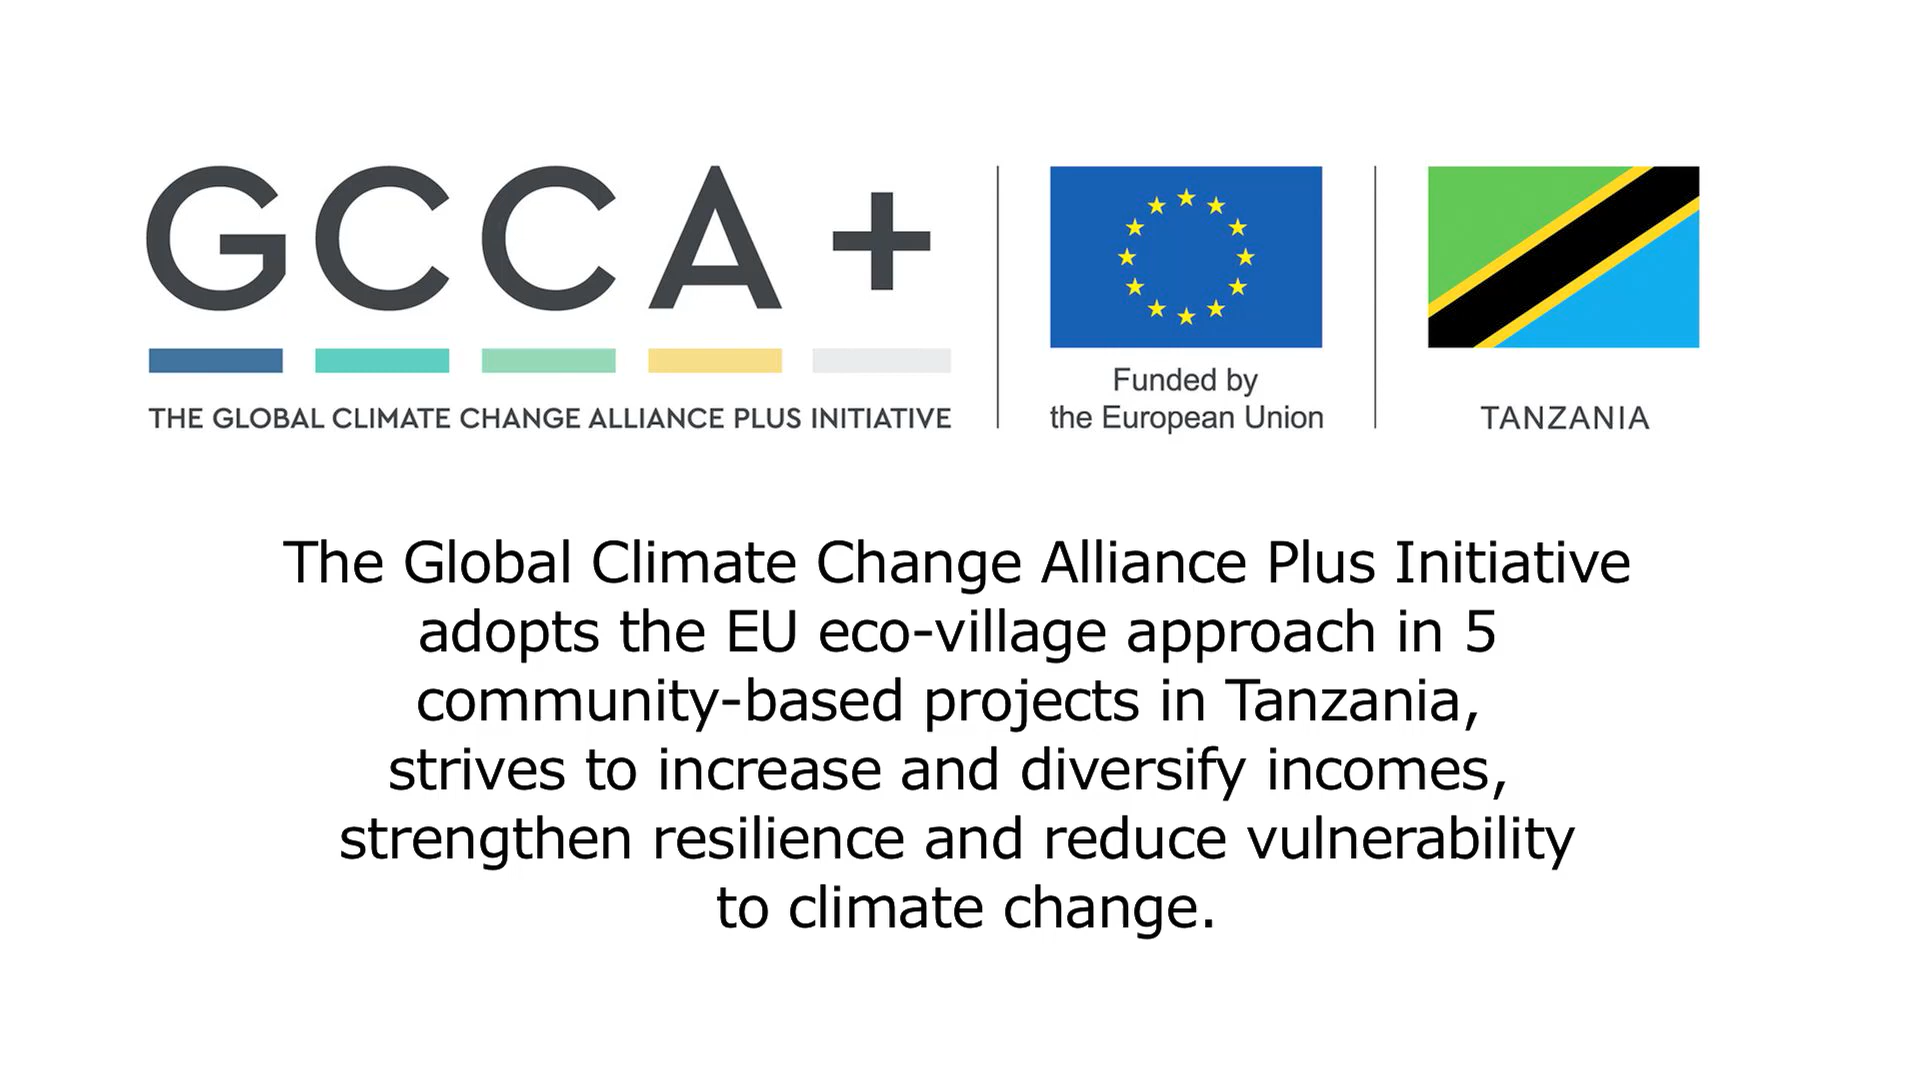 GCCA+
THE GLOBAL CLIMATE CHANGE ALLIANCE PLUS INITIATIVE
Funded by
the European Union
TANZANIA
The Global Climate Change Alliance Plus Initiative
adopts the EU eco-village approach in 5
community-based projects in Tanzania,
strives to increase and diversify incomes,
strengthen resilience and reduce vulnerability
to climate change.